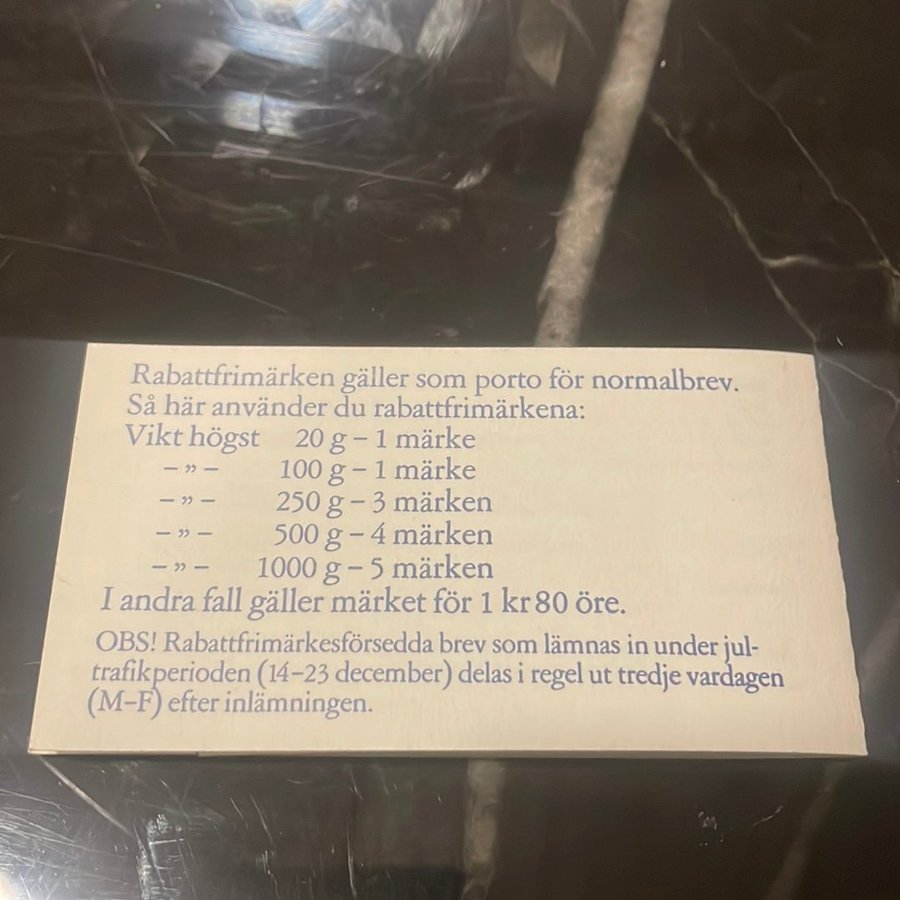 Rabattfrimärken gäller som porto för normalbrev.
Så här använder du rabattfrimärkena:
Vikt högst 20 g – 1 märke
– ” – 100 g – 1 märke
– ” – 250 g – 3 märken
– ” – 500 g – 4 märken
– ” – 1000 g – 5 märken
I andra fall gäller märket för 1 kr 80 öre.
OBS! Rabattfrimärkesförsedda brev som lämnas in under jul-
trafikperioden (14–23 december) delas i regel ut tredje vardagen
(M–F) efter inlämningen.